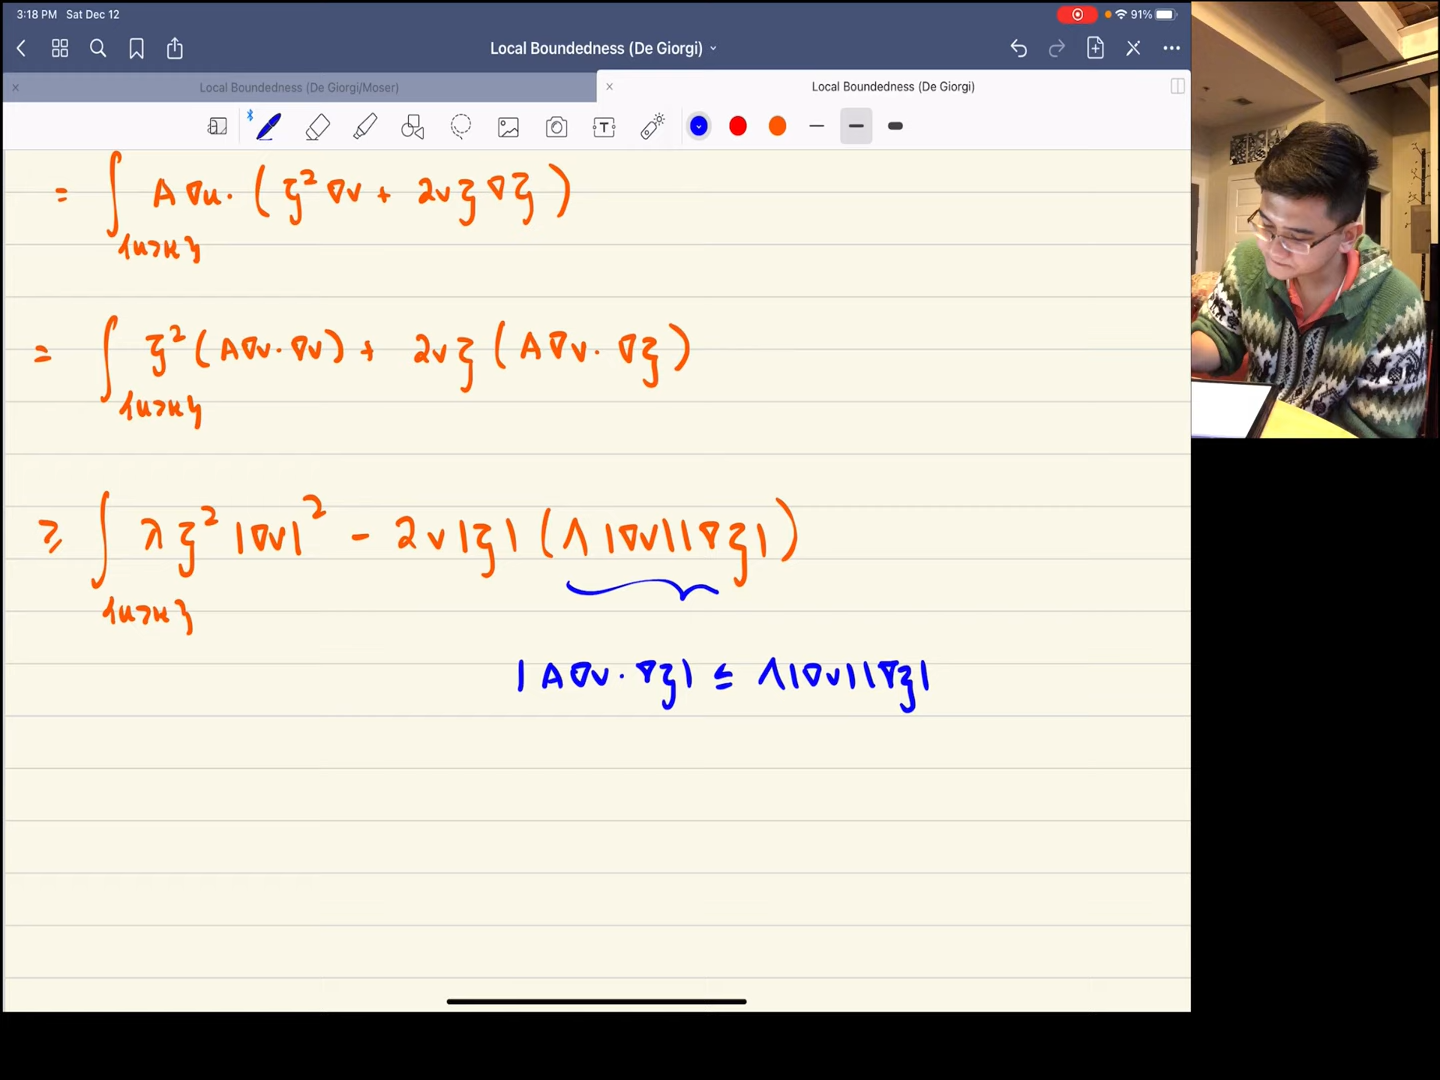 3:18 PM Sat Dec 12 91%
Local Boundedness (De Giorgi)
Local Boundedness (De Giorgi/Moser) Local Boundedness (De Giorgi)
= ∫_{u>κ} A∇u · (ξ² ∇v + 2vξ ∇ξ)
= ∫_{u>κ} ξ² (A∇v · ∇v) + 2vξ (A∇v · ∇ξ)
≥ ∫_{u>κ} λ ξ² |∇v|² - 2v|ξ| (Λ |∇v||∇ξ|)
|A∇v · ∇ξ| ≤ Λ|∇v||∇ξ|